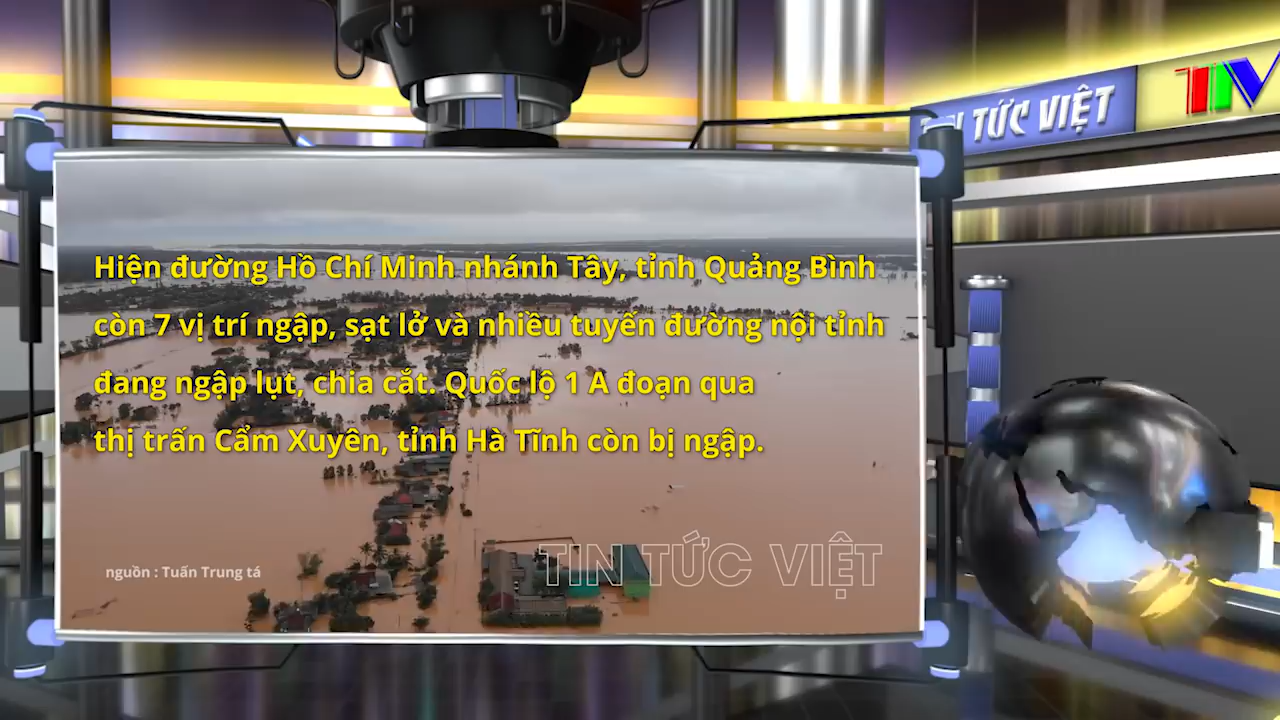 TIN TỨC VIỆT
TTV
Hiện đường Hồ Chí Minh nhánh Tây, tỉnh Quảng Bình
còn 7 vị trí ngập, sạt lở và nhiều tuyến đường nội tỉnh
đang ngập lụt, chia cắt. Quốc lộ 1 A đoạn qua
thị trấn Cẩm Xuyên, tỉnh Hà Tĩnh còn bị ngập.
TIN TỨC VIỆT
nguồn : Tuấn Trung tá